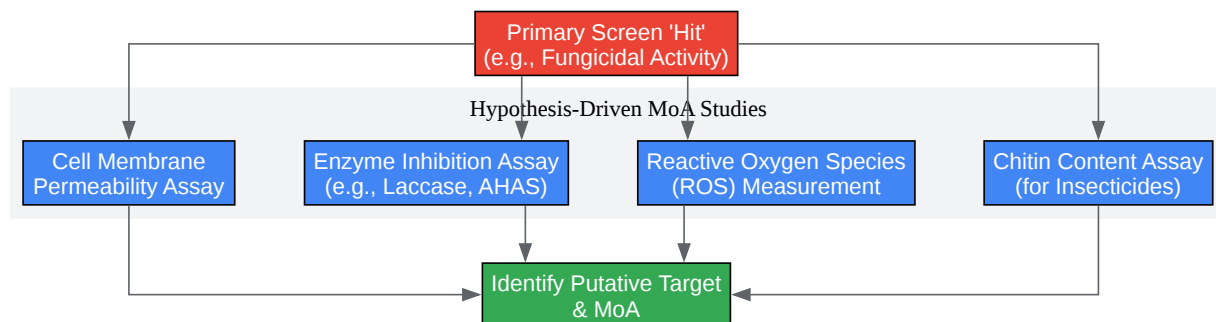 Primary Screen 'Hit'
(e.g., Fungicidal Activity)
Hypothesis-Driven MoA Studies
Cell Membrane
Permeability Assay
Enzyme Inhibition Assay
(e.g., Laccase, AHAS)
Reactive Oxygen Species
(ROS) Measurement
Chitin Content Assay
(for Insecticides)
Identify Putative Target
& MoA